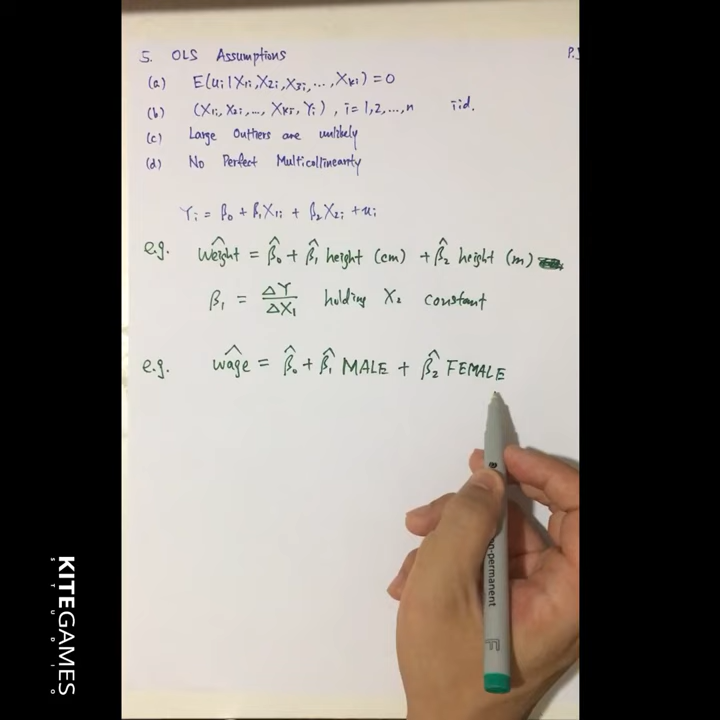 5. OLS Assumptions
(a) E(uᵢ|X₁ᵢ,X₂ᵢ,X₃ᵢ,...,Xₖᵢ)=0
(b) (X₁ᵢ, X₂ᵢ,..., Xₖᵢ, Yᵢ), i=1,2,...,n iid.
(c) Large Outliers are unlikely
(d) No Perfect Multicollinearity
Yᵢ = β₀ + β₁X₁ᵢ + β₂X₂ᵢ + uᵢ
e.g. Weight^ = β̂₀ + β̂₁ height (cm) + β̂₂ height (m)
β₁ = ΔY/ΔX₁ holding X₂ constant
e.g. wage^ = β̂₀ + β̂₁ MALE + β̂₂ FEMALE
non-permanent
F
KITEGAMES
STUDIO